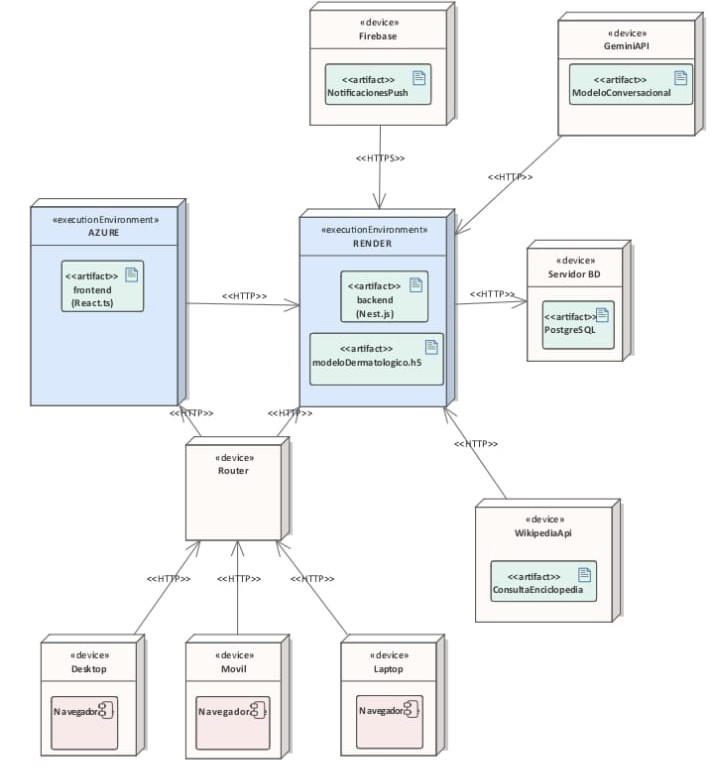 «device»
Firebase
<<artifact>>
NotificacionesPush
«device»
GeminiAPI
<<artifact>>
ModeloConversacional
<<HTTPS>>
<<HTTP>>
«executionEnvironment»
AZURE
<<artifact>>
frontend
(React.ts)
<<HTTP>>
«executionEnvironment»
RENDER
<<artifact>>
backend
(Nest.js)
<<artifact>>
modeloDermatologico.h5
<<HTTP>>
«device»
Servidor BD
<<artifact>>
PostgreSQL
<<HTTP>>
<<HTTP>>
«device»
Router
<<HTTP>>
«device»
WikipediaApi
<<artifact>>
ConsultaEnciclopedia
<<HTTP>>
<<HTTP>>
<<HTTP>>
«device»
Desktop
Navegador
«device»
Movil
Navegador
«device»
Laptop
Navegador